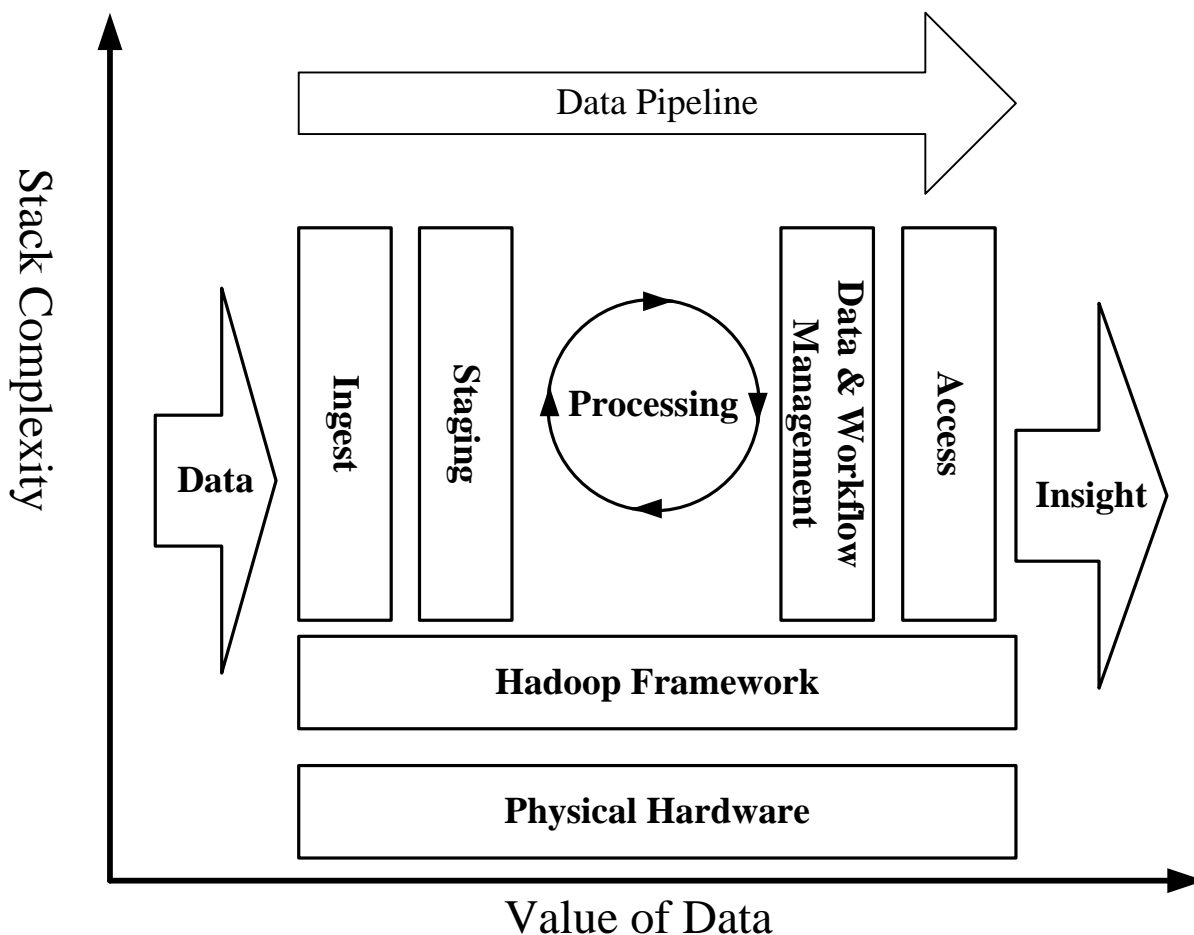 Data Pipeline
Stack Complexity
Data
Ingest
Staging
Processing
Data & Workflow
Management
Access
Insight
Hadoop Framework
Physical Hardware
Value of Data